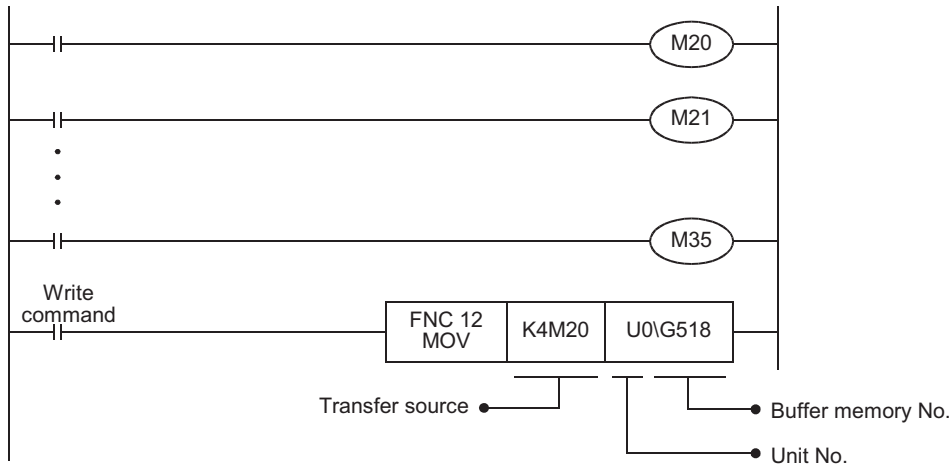 M20
M21
M35
Write
command
FNC 12
MOV
K4M20
U0\G518
Transfer source
Buffer memory No.
Unit No.